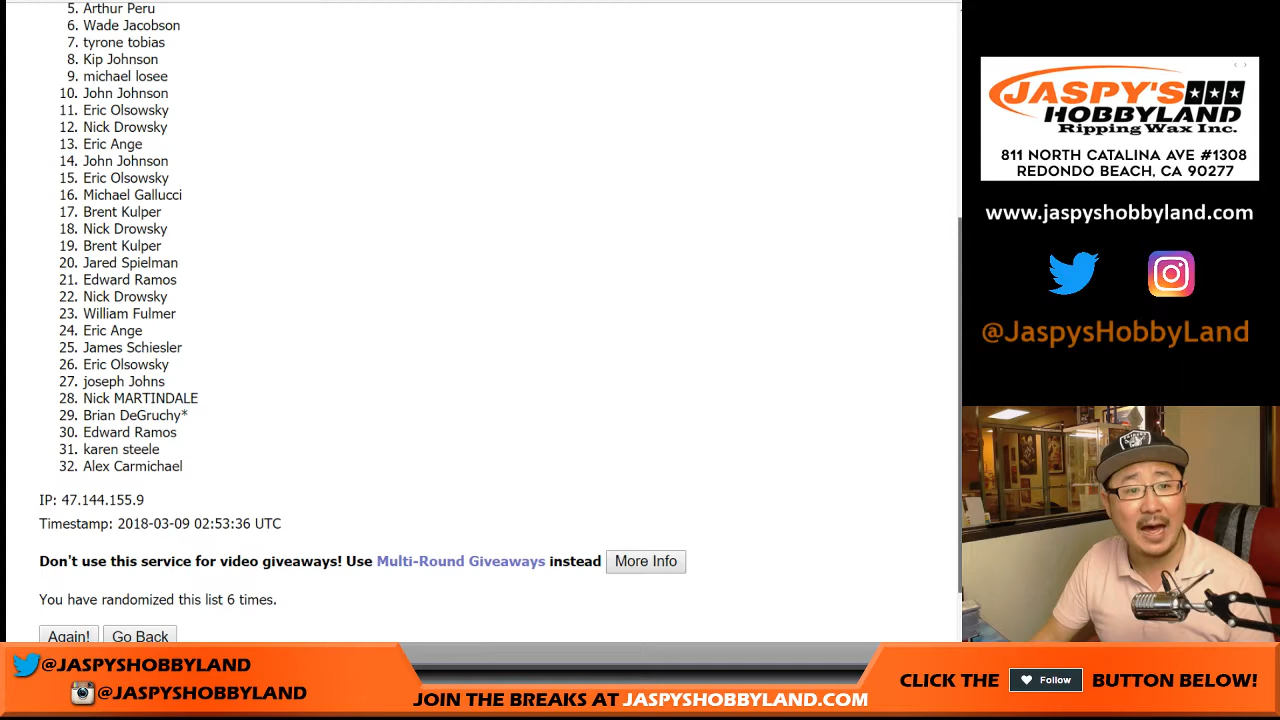 5. Arthur Peru
6. Wade Jacobson
7. tyrone tobias
8. Kip Johnson
9. michael losee
10. John Johnson
11. Eric Olsowsky
12. Nick Drowsky
13. Eric Ange
14. John Johnson
15. Eric Olsowsky
16. Michael Gallucci
17. Brent Kulper
18. Nick Drowsky
19. Brent Kulper
20. Jared Spielman
21. Edward Ramos
22. Nick Drowsky
23. William Fulmer
24. Eric Ange
25. James Schiesler
26. Eric Olsowsky
27. joseph Johns
28. Nick MARTINDALE
29. Brian DeGruchy*
30. Edward Ramos
31. karen steele
32. Alex Carmichael
IP: 47.144.155.9
Timestamp: 2018-03-09 02:53:36 UTC
Don't use this service for video giveaways! Use Multi-Round Giveaways instead More Info
You have randomized this list 6 times.
Again! Go Back
JASPY'S
HOBBYLAND
Ripping Wax Inc.
811 NORTH CATALINA AVE #1308
REDONDO BEACH, CA 90277
www.jaspyshobbyland.com
@JaspysHobbyLand
@JASPYSHOBBYLAND
@JASPYSHOBBYLAND
JOIN THE BREAKS AT JASPYSHOBBYLAND.COM
CLICK THE Follow BUTTON BELOW!